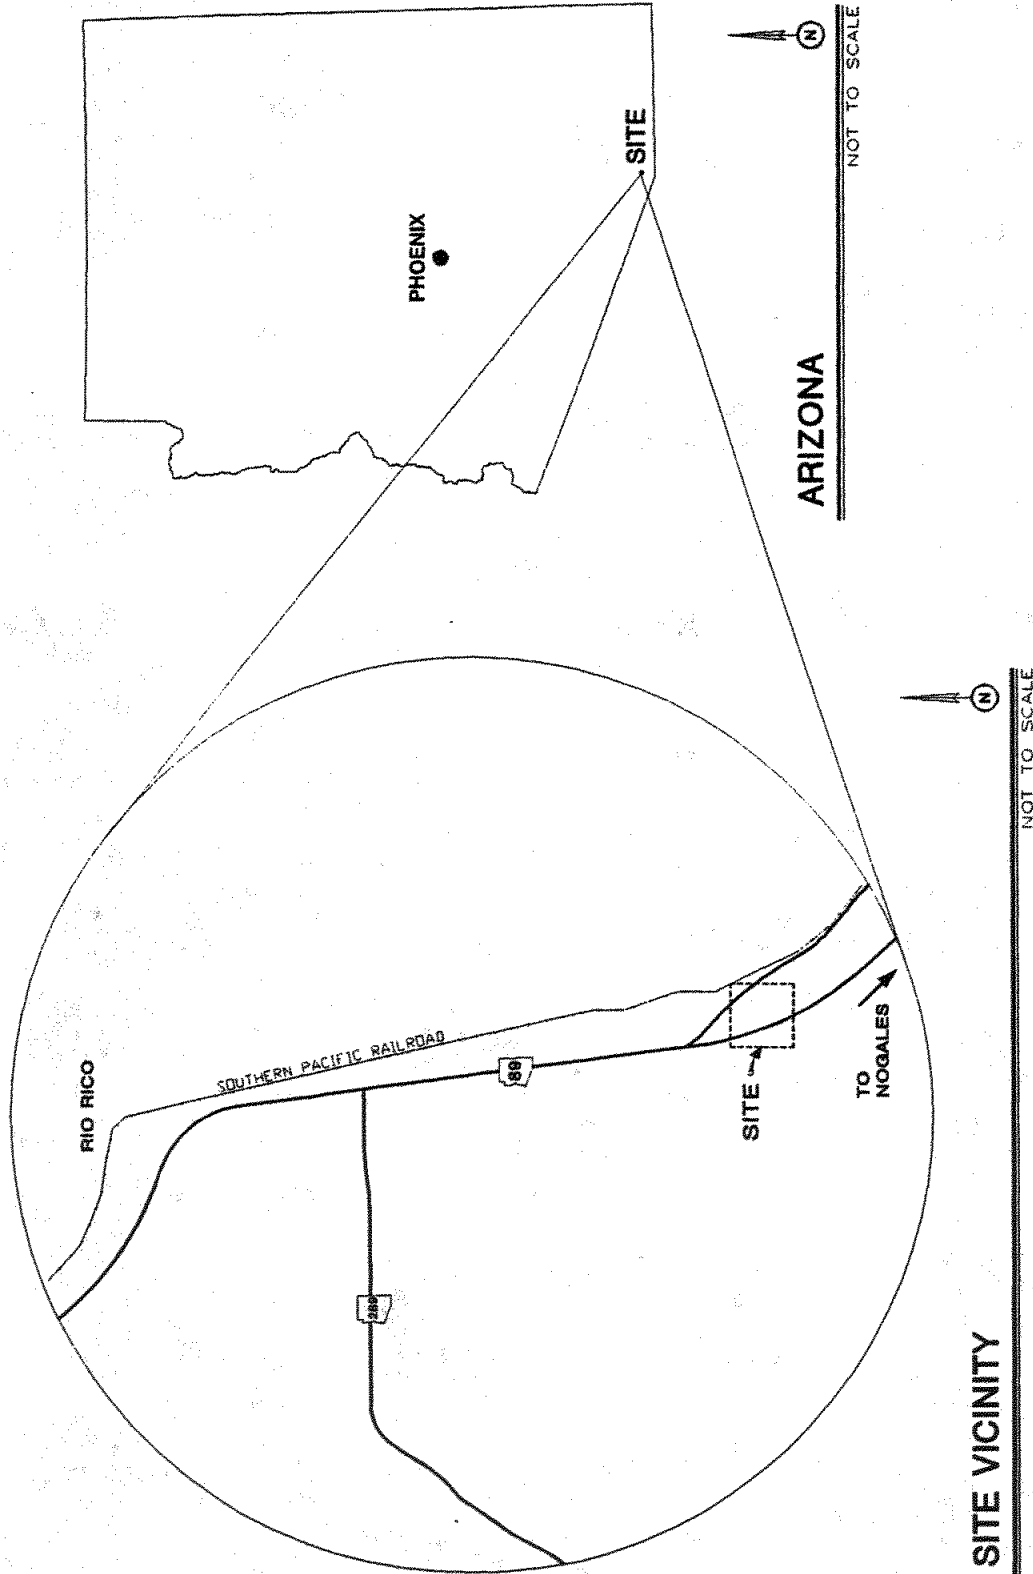 RIO RICO
SOUTHERN PACIFIC RAILROAD
289
89
SITE
TO
NOGALES
N
SITE VICINITY
NOT TO SCALE
PHOENIX
SITE
N
ARIZONA
NOT TO SCALE